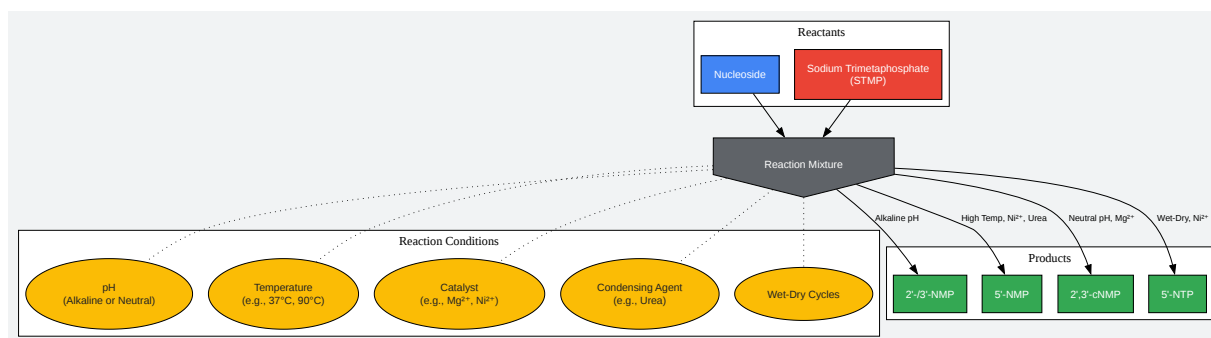 Reactants
Nucleoside
Sodium Trimetaphosphate
(STMP)
Reaction Mixture
Alkaline pH
High Temp, Ni²⁺, Urea
Neutral pH, Mg²⁺
Wet-Dry, Ni²⁺
Reaction Conditions
pH
(Alkaline or Neutral)
Temperature
(e.g., 37°C, 90°C)
Catalyst
(e.g., Mg²⁺, Ni²⁺)
Condensing Agent
(e.g., Urea)
Wet-Dry Cycles
Products
2'-/3'-NMP
5'-NMP
2',3'-cNMP
5'-NTP